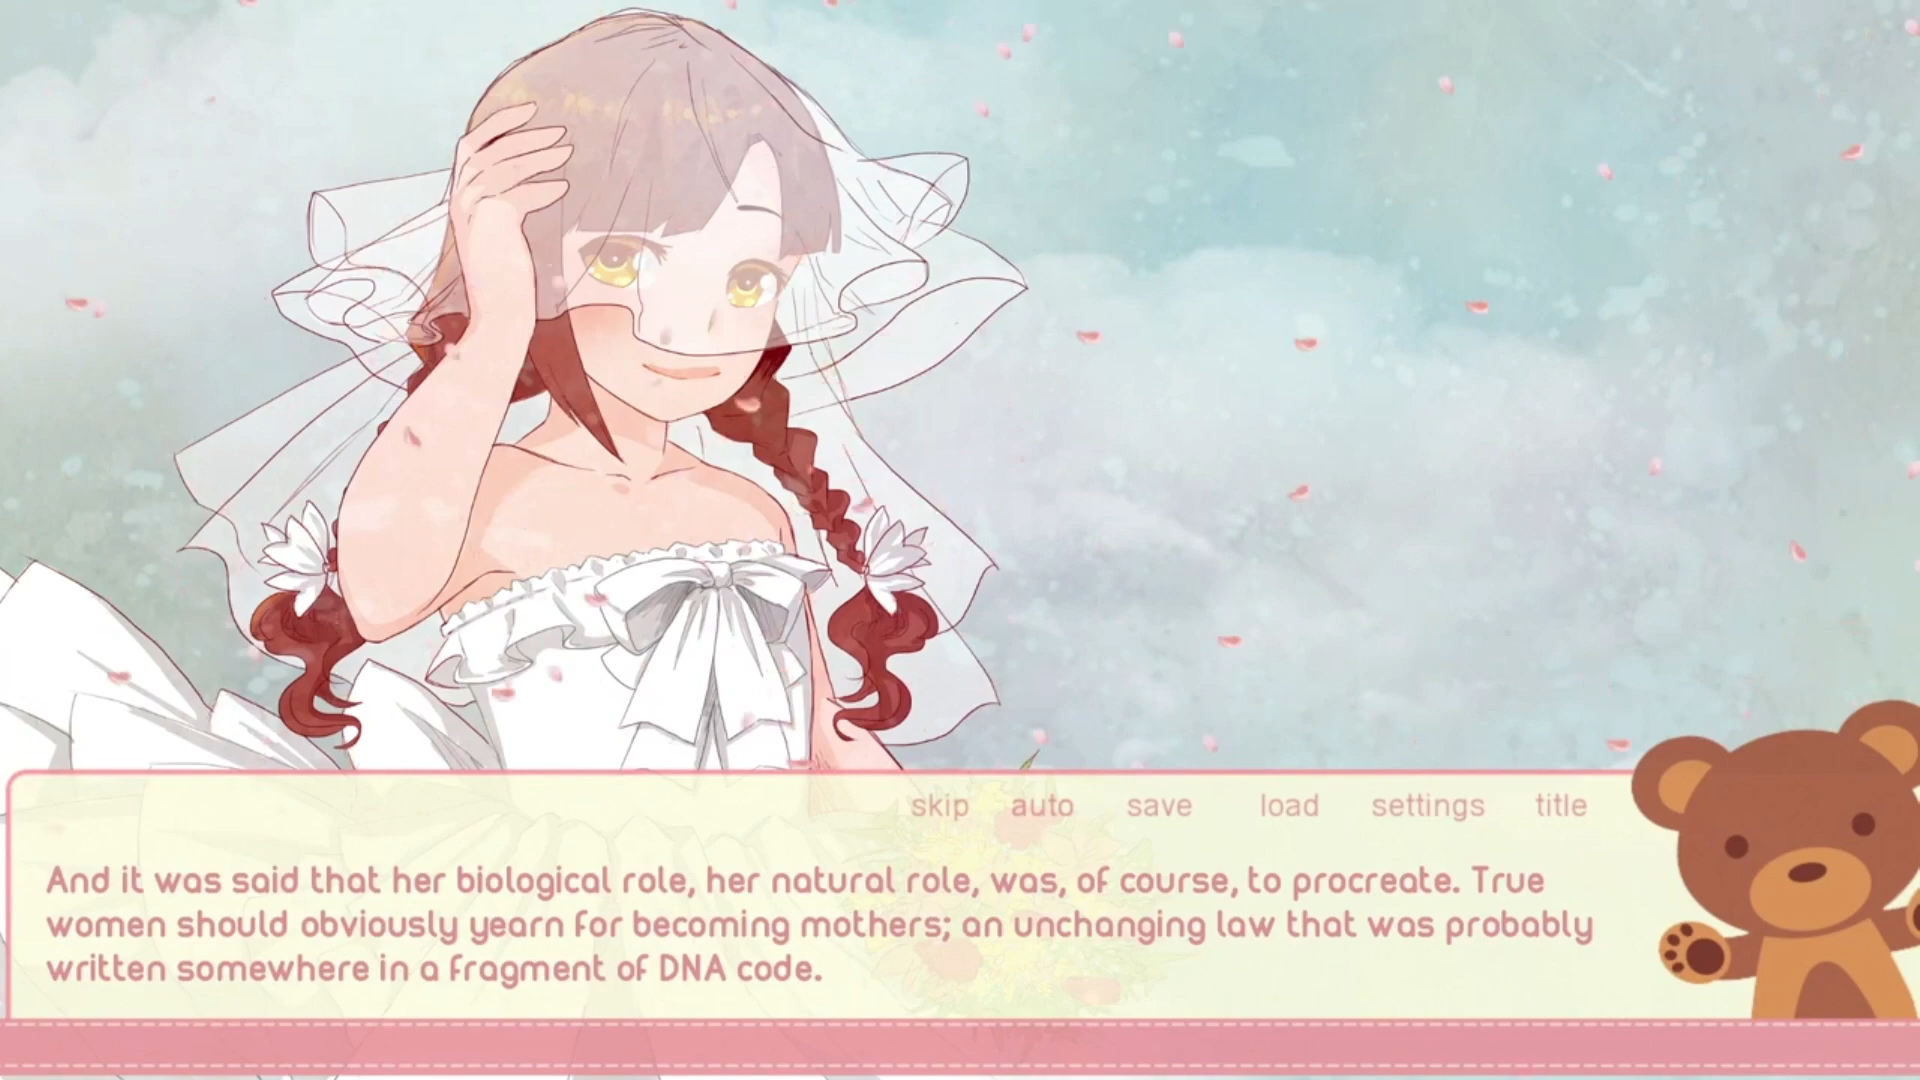 skip auto save load settings title
And it was said that her biological role, her natural role, was, of course, to procreate. True
women should obviously yearn for becoming mothers; an unchanging law that was probably
written somewhere in a fragment of DNA code.